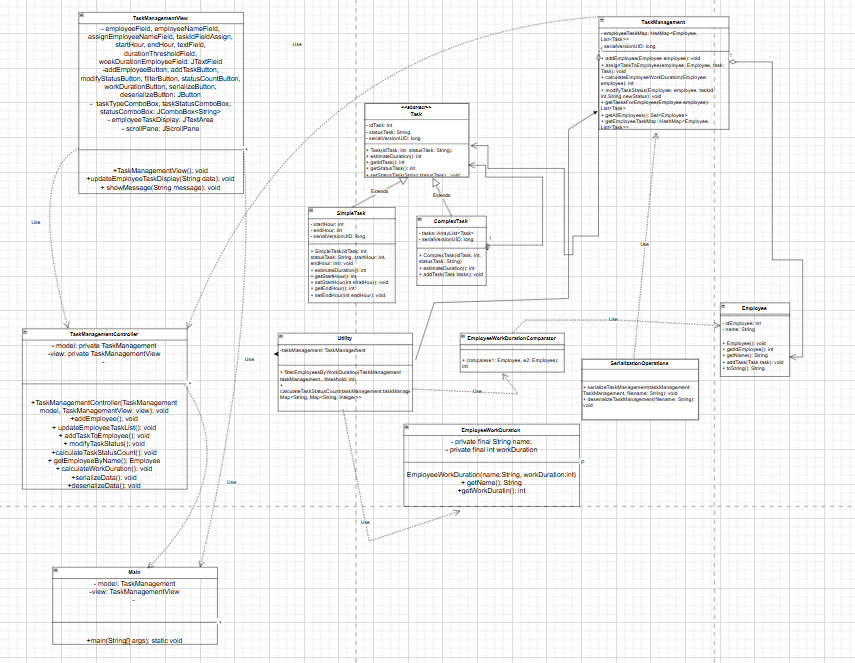 TaskManagementView
- employeeField, employeeNameField,
assignEmployeeNameField, taskIdFieldAssign,
startHour, endHour, textField,
durationThresholdField,
woekDurationEmployeeField: JTextField
-addEmployeeButton, addTaskButton,
modifyStatusButton, filterButton, statusCountButton,
workDurationButton, serializeButton,
deserializeButton: JButton
- taskTypeComboBox, taskStatusComboBox,
statusComboBox: JComboBox<String>
- employeeTaskDisplay: JTextArea
- scrollPane: JScrollPane
+TaskManagementView(): void
+updateEmployeeTaskDisplay(String data): void
+ showMessage(String message): void
Use
TaskManagement
- employeeTaskMap: HashMap<Employee,
List<Task>>
- serialVersionUID: long
+ addEmployee(Employee employee): void
+ assignTaskToEmployee(employee: Employee, task:
Task): void
+ calculateEmployeeWorkDuration(Employee:
employee): int
+ modifyTaskStatus(Employee: employee, taskId:
int,String newStatus): void
+ getTasksForEmployee(Employee employee):
List<Task>
+ getAllEmployees(): Set<Employee>
+ getEmployeeTaskMap: HashMap<Employee,
List<Task>>
1
<<abstract>>
Task
- idTask: int
- statusTask: String
- serialVersionUID: long
+ Task(idTask: int, statusTask: String)
+ estimateDuration(): int
+ getIdTask(): int
+ getStatusTask(): int
+ setStatusTask(String statusTask): void
Extends
Extends
SimpleTask
- startHour: int
- endHour: int
- serialVersionUID: long
+ SimpleTask(idTask: int,
statusTask: String, startHour: int,
endHour: int): void
+ estimateDuration(): int
+ getStartHour(): int
+ setStartHour(int stratHour): void
+ getEndHour(): int
+ setEndHour(int endHour): void
ComplexTask
- tasks: ArrayList<Task>
- serialVersionUID: long
+ ComplexTask(idTask: int,
statusTask: String)
+ estimateDuration(): int
+ addTask(Task tasks): void
1
Use
Use
Employee
- idEmployee: int
- name: String
+ Employee(): void
+ getIdEmployee(): int
+ getName(): String
+ addTask(Task task): void
+ toString(): String
Use
TaskManagementController
- model: private TaskManagement
-view: private TaskManagementView
-
+TaskManagementController(TaskManagement
model, TaskManagementView: view): void
+addEmployee(): void
+ updateEmployeeTaskList(): void
+ addTaskToEmployee(): void
+ modifyTaskStatus(): void
+calculateTaskStatusCount(): void
+ getEmployeeByName(): Employee
+ calculateWorkDuration(): void
+serializeData(): void
+deserializeData(): void
Use
Utility
-taskManagement: TaskManagement
+ filterEmployeesByWorkDuration(TaskManagement
taskManagement , threshold: int)
+
calculateTaskStatusCount(taskManagement:taskManag
Map<String, Map<String, Integer>>
EmployeeWorkDurationComparator
+ compare(e1: Employee, e2: Employee):
int
Use
SerializationOperations
+ serializeTaskManagement(taskManagement:
TaskManagement, filename: String): void
+ deserializeTaskManagement(filename: String):
void
EmployeeWorkDuration
- private final String name;
- private final int workDuration
EmployeeWorkDuration(name:String, workDuration:int)
+ getName(): String
+getWorkDuratin(): int
Use
Use
Main
- model: TaskManagement
-view: TaskManagementView
-
+main(String[] args): static void